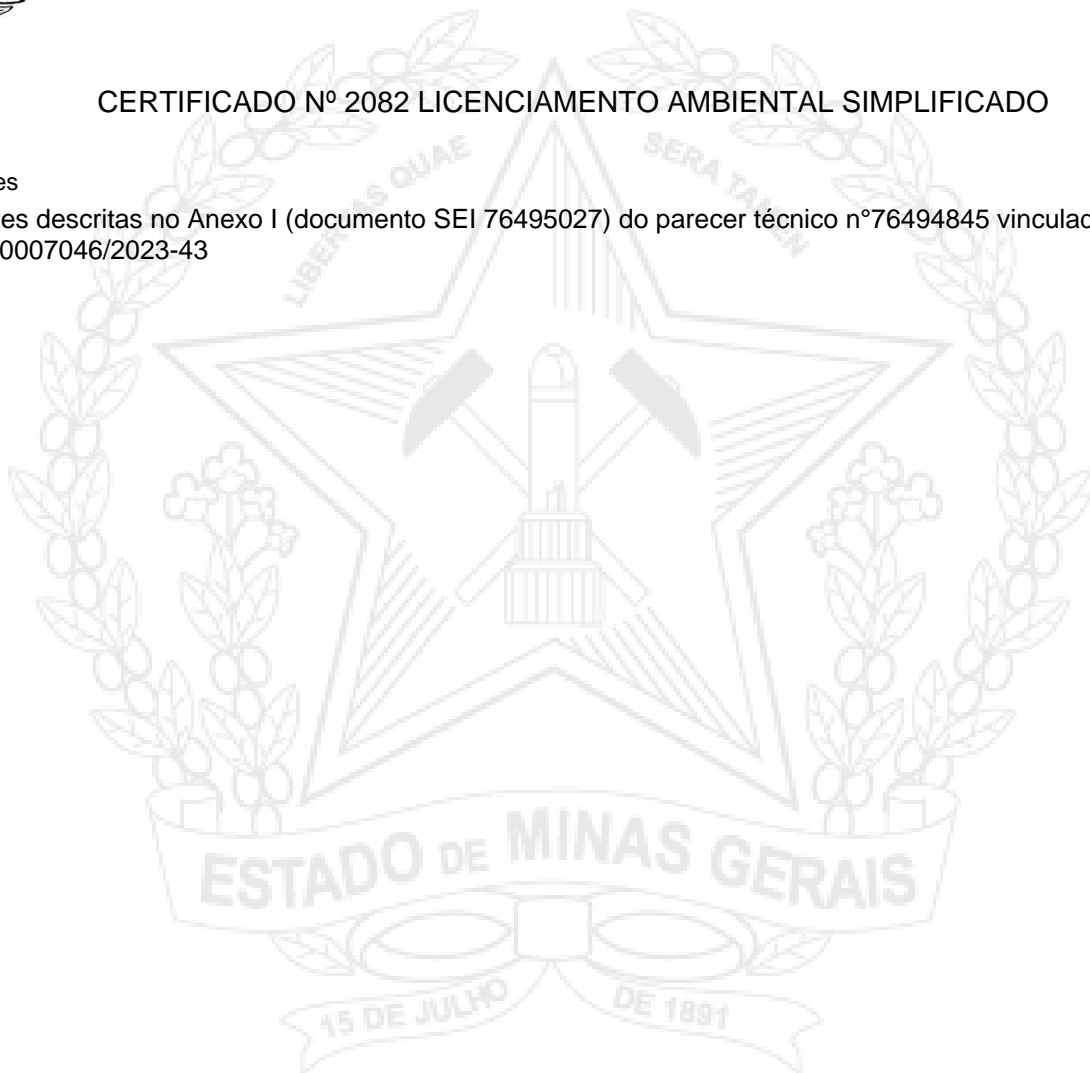 CERTIFICADO Nº 2082 LICENCIAMENTO AMBIENTAL SIMPLIFICADO
es
es descritas no Anexo I (documento SEI 76495027) do parecer técnico n°76494845 vinculad
0007046/2023-43
LIBERTAS QUAE SERA TAMEN
ESTADO DE MINAS GERAIS
15 DE JULHO DE 1891